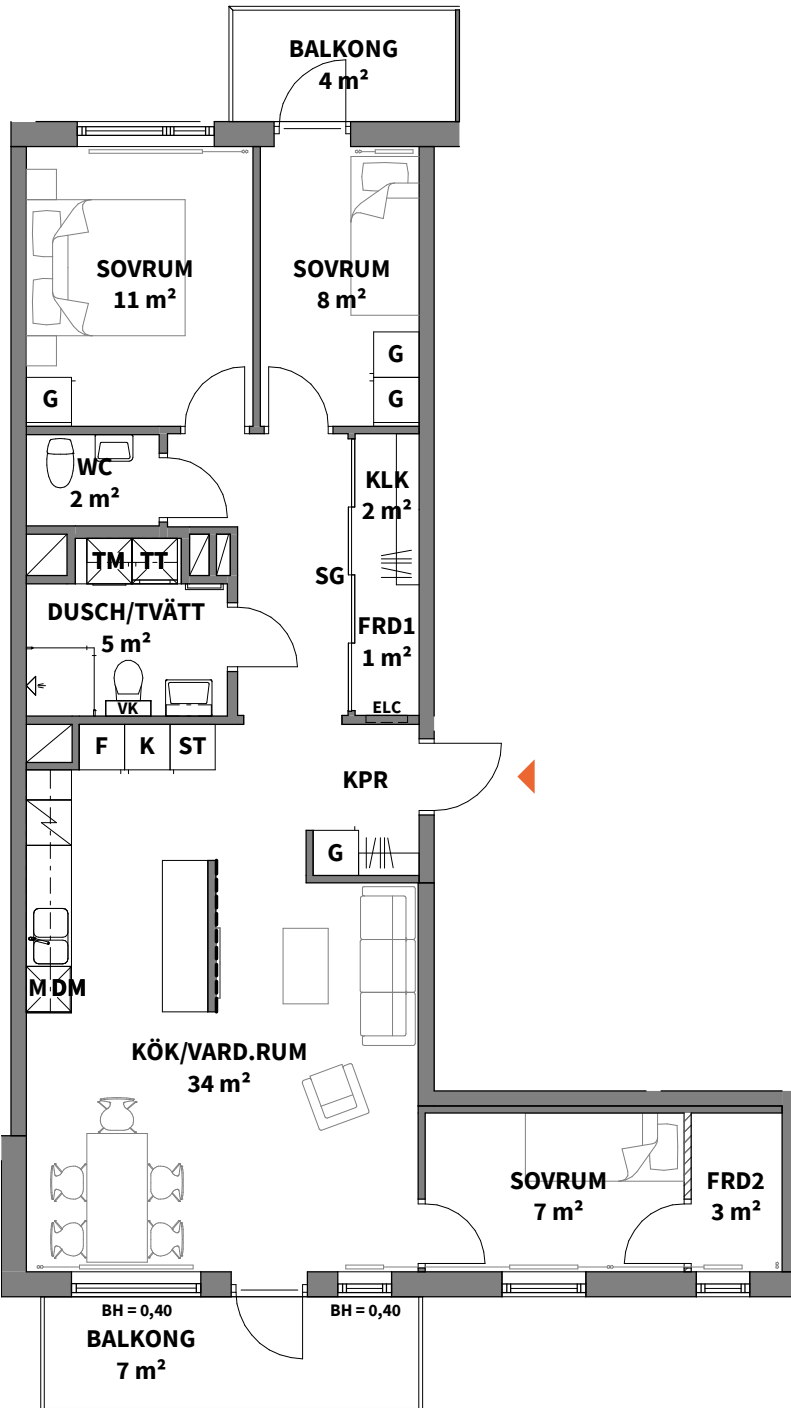 BALKONG
4 m²
SOVRUM
11 m²
SOVRUM
8 m²
G
G
G
WC
2 m²
KLK
2 m²
TM TT
SG
DUSCH/TVÄTT
5 m²
FRD1
1 m²
VK
ELC
F K ST
KPR
G
M DM
KÖK/VARD.RUM
34 m²
SOVRUM
7 m²
FRD2
3 m²
BH = 0,40
BH = 0,40
BALKONG
7 m²